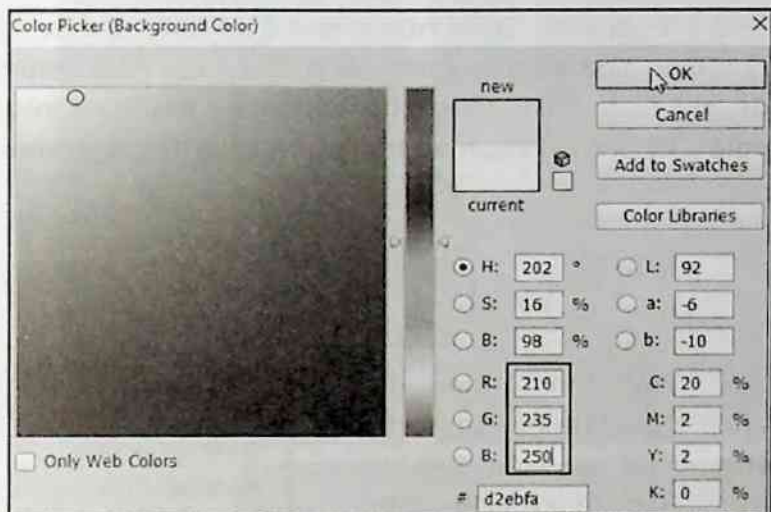 Color Picker (Background Color)
new
current
OK
Cancel
Add to Swatches
Color Libraries
H: 202 °
S: 16 %
B: 98 %
R: 210
G: 235
B: 250
# d2ebfa
L: 92
a: -6
b: -10
C: 20 %
M: 2 %
Y: 2 %
K: 0 %
Only Web Colors